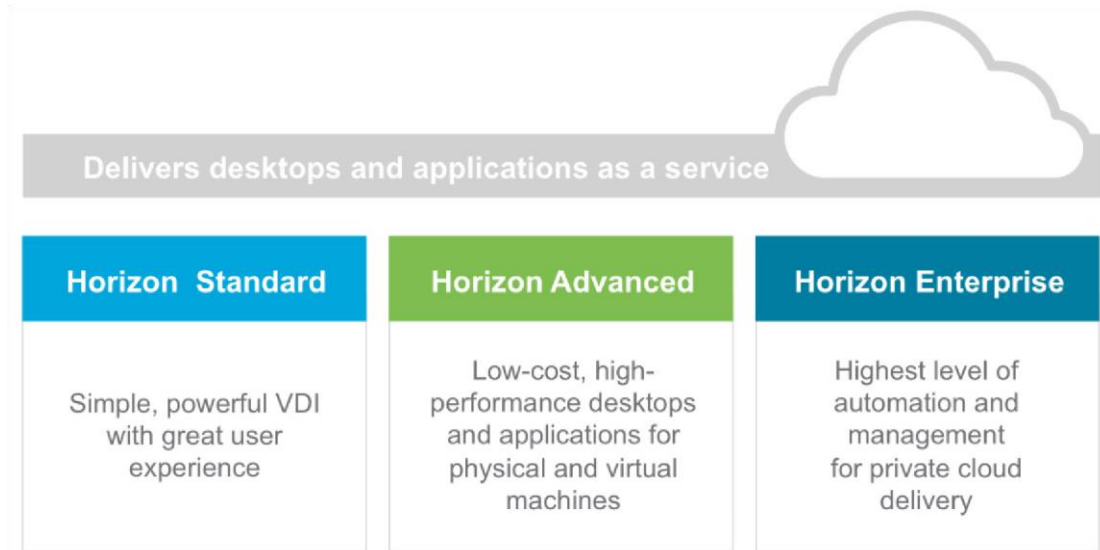 Delivers desktops and applications as a service
Horizon Standard
Simple, powerful VDI
with great user
experience
Horizon Advanced
Low-cost, high-
performance desktops
and applications for
physical and virtual
machines
Horizon Enterprise
Highest level of
automation and
management
for private cloud
delivery